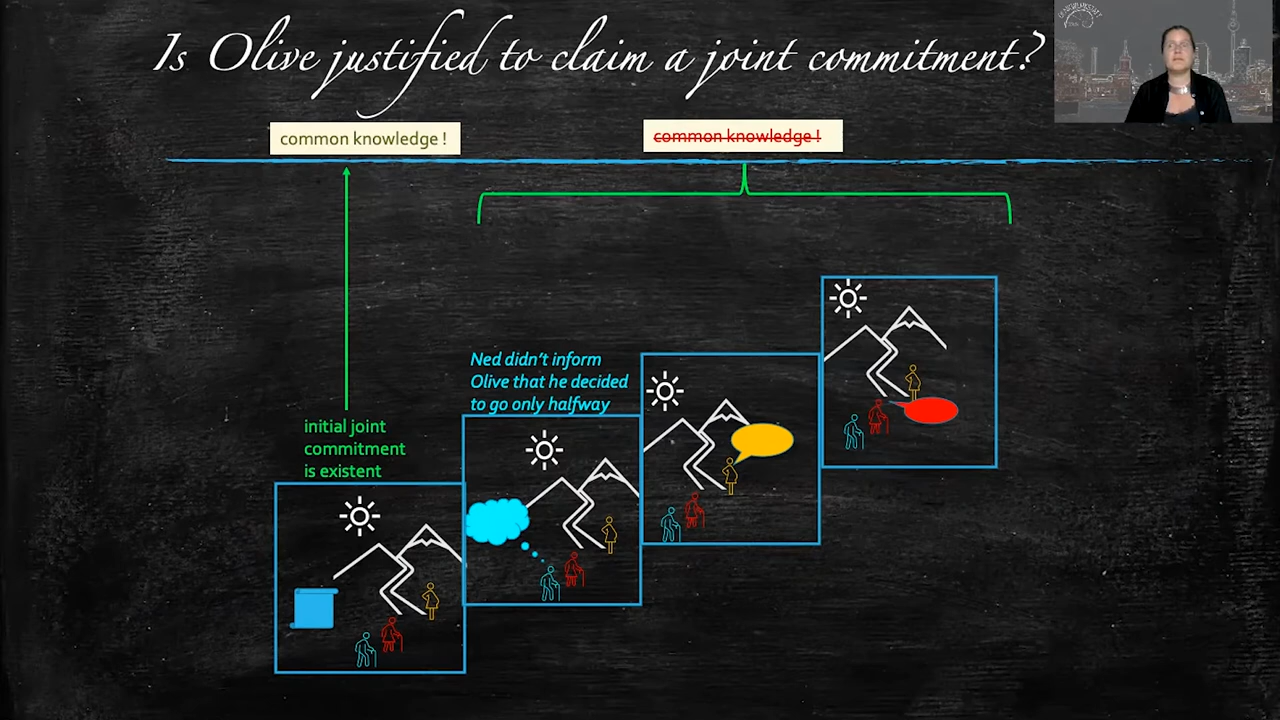 Is Olive justified to claim a joint commitment?
common knowledge !
common knowledge !
Ned didn't inform
Olive that he decided
to go only halfway
initial joint
commitment
is existent